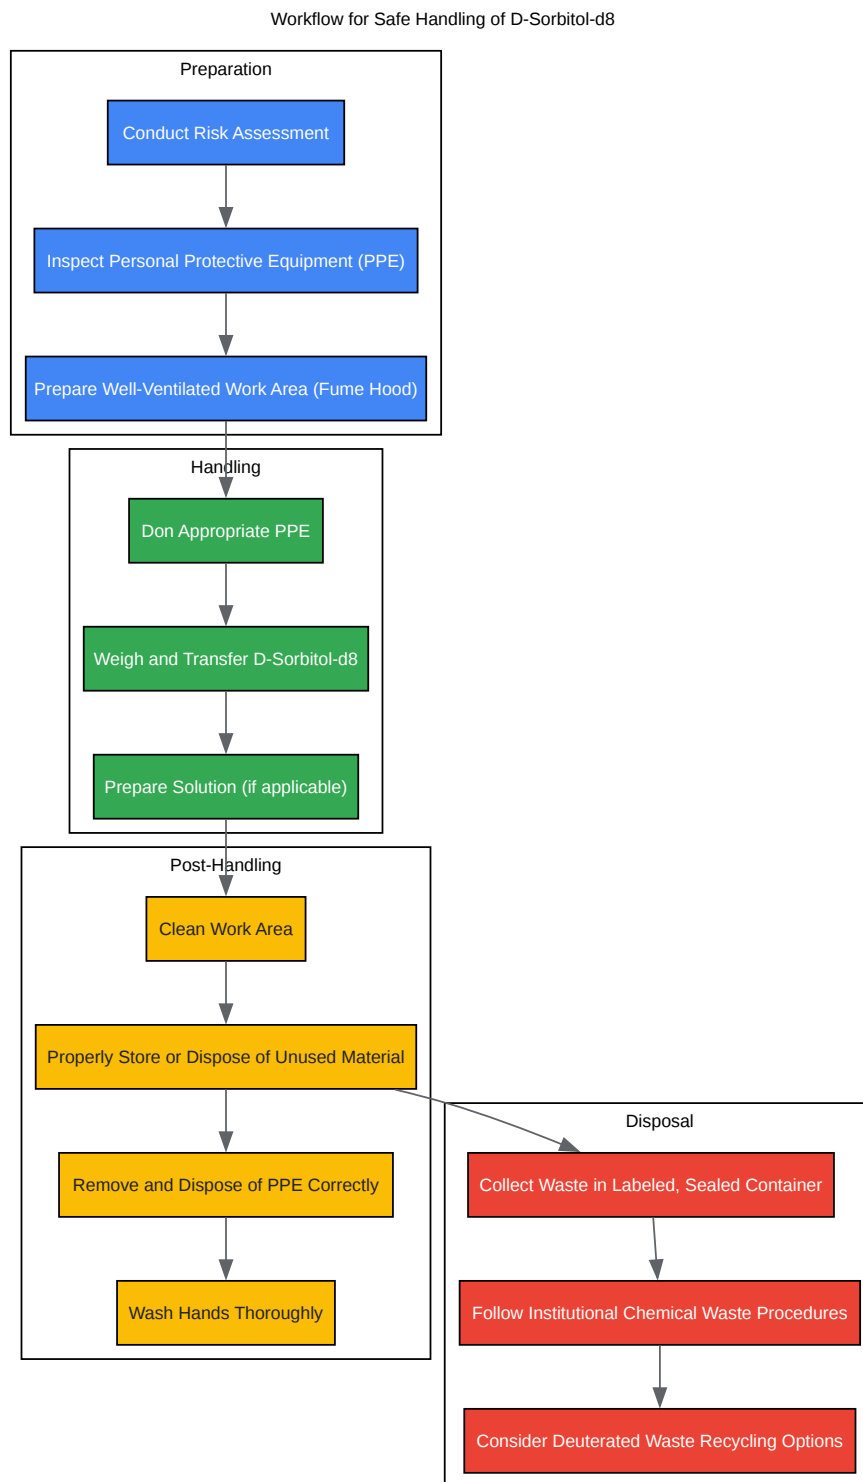 Workflow for Safe Handling of D-Sorbitol-d8
Preparation
Conduct Risk Assessment
Inspect Personal Protective Equipment (PPE)
Prepare Well-Ventilated Work Area (Fume Hood)
Handling
Don Appropriate PPE
Weigh and Transfer D-Sorbitol-d8
Prepare Solution (if applicable)
Post-Handling
Clean Work Area
Properly Store or Dispose of Unused Material
Remove and Dispose of PPE Correctly
Wash Hands Thoroughly
Disposal
Collect Waste in Labeled, Sealed Container
Follow Institutional Chemical Waste Procedures
Consider Deuterated Waste Recycling Options